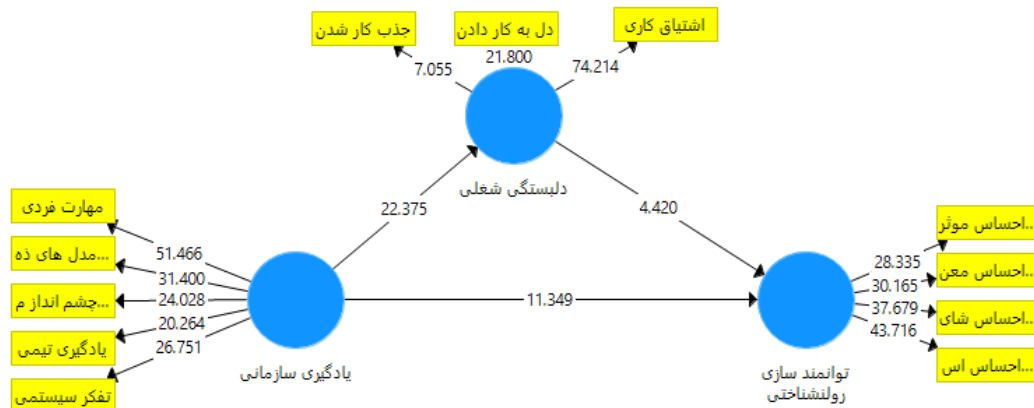 جذب کار شدن
دل به کار دادن
اشتیاق کاری
7.055
21.800
74.214
دلبستگی شغلی
22.375
4.420
مهارت فردی
مدل های ذه...
چشم انداز م...
یادگیری تیمی
تفکر سیستمی
51.466
31.400
24.028
20.264
26.751
یادگیری سازمانی
11.349
احساس موثر...
احساس معن...
احساس شای...
احساس اس...
28.335
30.165
37.679
43.716
توانمند سازی
رولنشناختی